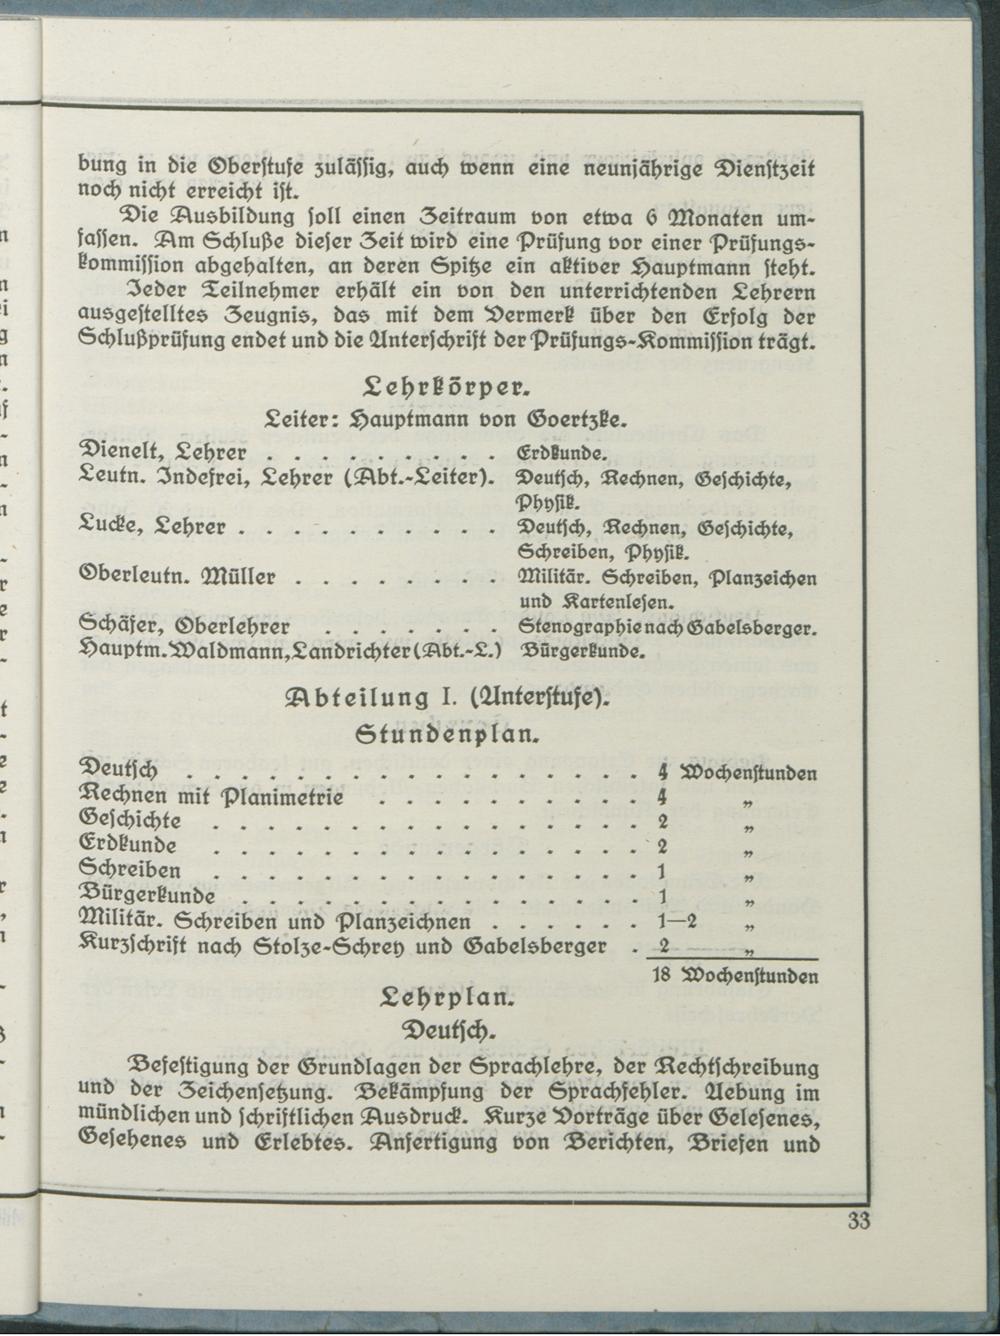 bung in die Oberstufe zulässig, auch wenn eine neunjährige Dienstzeit
noch nicht erreicht ist.
Die Ausbildung soll einen Zeitraum von etwa 6 Monaten um-
fassen. Am Schluße dieser Zeit wird eine Prüfung vor einer Prüfungs-
kommission abgehalten, an deren Spitze ein aktiver Hauptmann steht.
Jeder Teilnehmer erhält ein von den unterrichtenden Lehrern
ausgestelltes Zeugnis, das mit dem Vermerk über den Erfolg der
Schlußprüfung endet und die Unterschrift der Prüfungs-Kommission trägt.
Lehrkörper.
Leiter: Hauptmann von Goertzke.
Dienelt, Lehrer . . . . . . . . . Erdkunde.
Leutn. Indefrei, Lehrer (Abt.-Leiter). Deutsch, Rechnen, Geschichte,
Physik.
Lucke, Lehrer . . . . . . . . . . Deutsch, Rechnen, Geschichte,
Schreiben, Physik.
Oberleutn. Müller . . . . . . . . Militär. Schreiben, Planzeichen
und Kartenlesen.
Schäfer, Oberlehrer . . . . . . . Stenographie nach Gabelsberger.
Hauptm. Waldmann, Landrichter (Abt.-L.) Bürgerkunde.
Abteilung I. (Unterstufe).
Stundenplan.
Deutsch . . . . . . . . . . . . . . . . . 4 Wochenstunden
Rechnen mit Planimetrie . . . . . . . . . . 4 „
Geschichte . . . . . . . . . . . . . . . . 2 „
Erdkunde . . . . . . . . . . . . . . . . 2 „
Schreiben . . . . . . . . . . . . . . . . 1 „
Bürgerkunde . . . . . . . . . . . . . . . 1 „
Militär. Schreiben und Planzeichnen . . . . . . 1—2 „
Kurzschrift nach Stolze-Schrey und Gabelsberger . 2 „
18 Wochenstunden
Lehrplan.
Deutsch.
Befestigung der Grundlagen der Sprachlehre, der Rechtschreibung
und der Zeichensetzung. Bekämpfung der Sprachfehler. Uebung im
mündlichen und schriftlichen Ausdruck. Kurze Vorträge über Gelesenes,
Gesehenes und Erlebtes. Anfertigung von Berichten, Briefen und
33